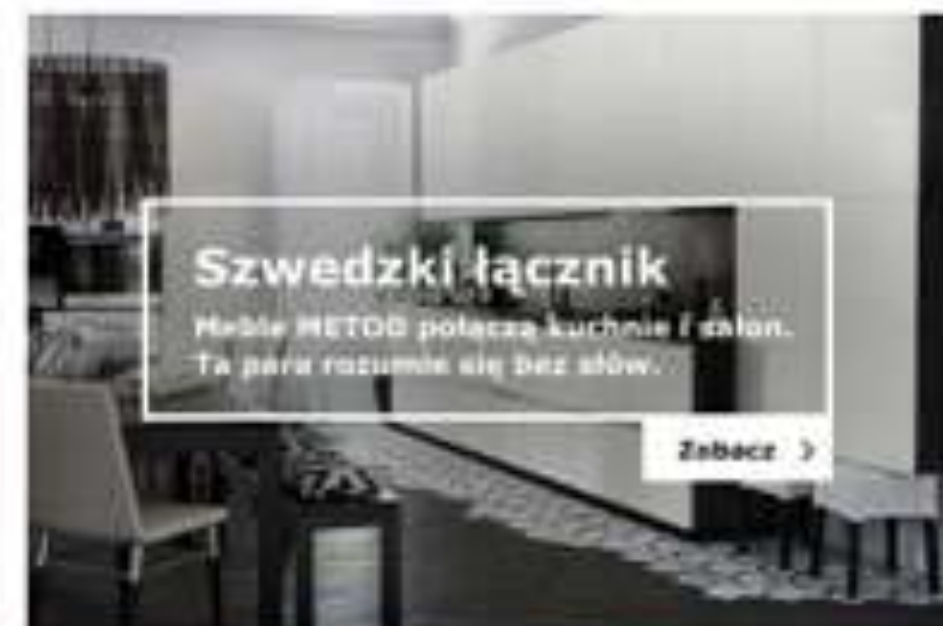 Szwedzki łącznik
Meble METOD połączą kuchnię i salon.
Ta para rozumie się bez słów.
Zobacz